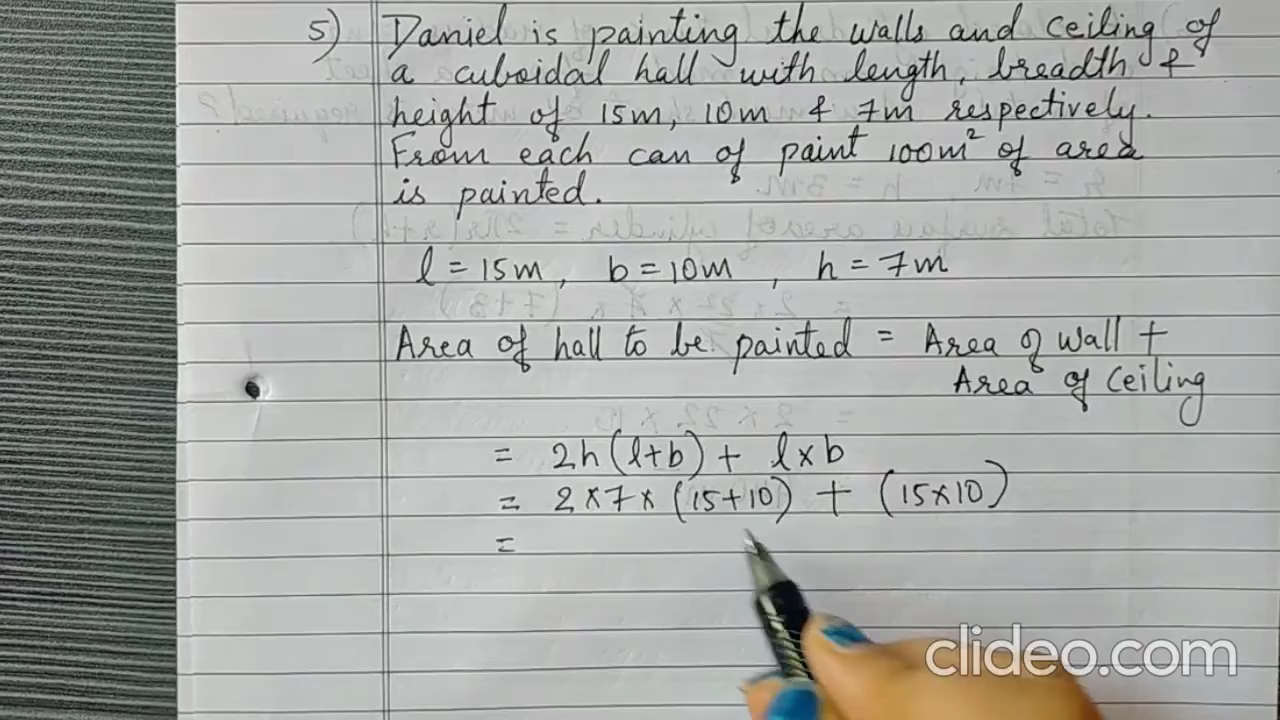 5) Daniel is painting the walls and ceiling of
a cuboidal hall with length, breadth &
height of 15m, 10m & 7m respectively.
From each can of paint 100m² of area
is painted.
l = 15m, b = 10m, h = 7m
Area of hall to be painted = Area of wall +
Area of ceiling
= 2h(l+b) + l×b
= 2×7×(15+10) + (15×10)
=
clideo.com